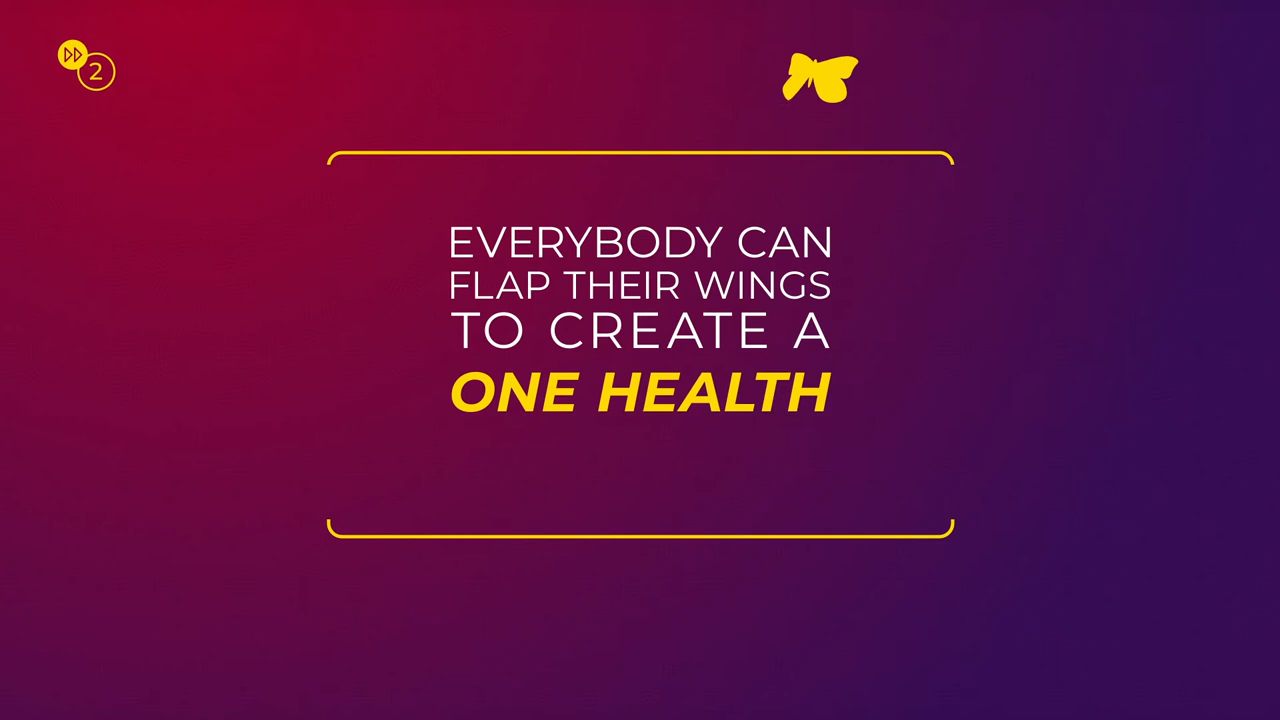 2
EVERYBODY CAN
FLAP THEIR WINGS
TO CREATE A
ONE HEALTH